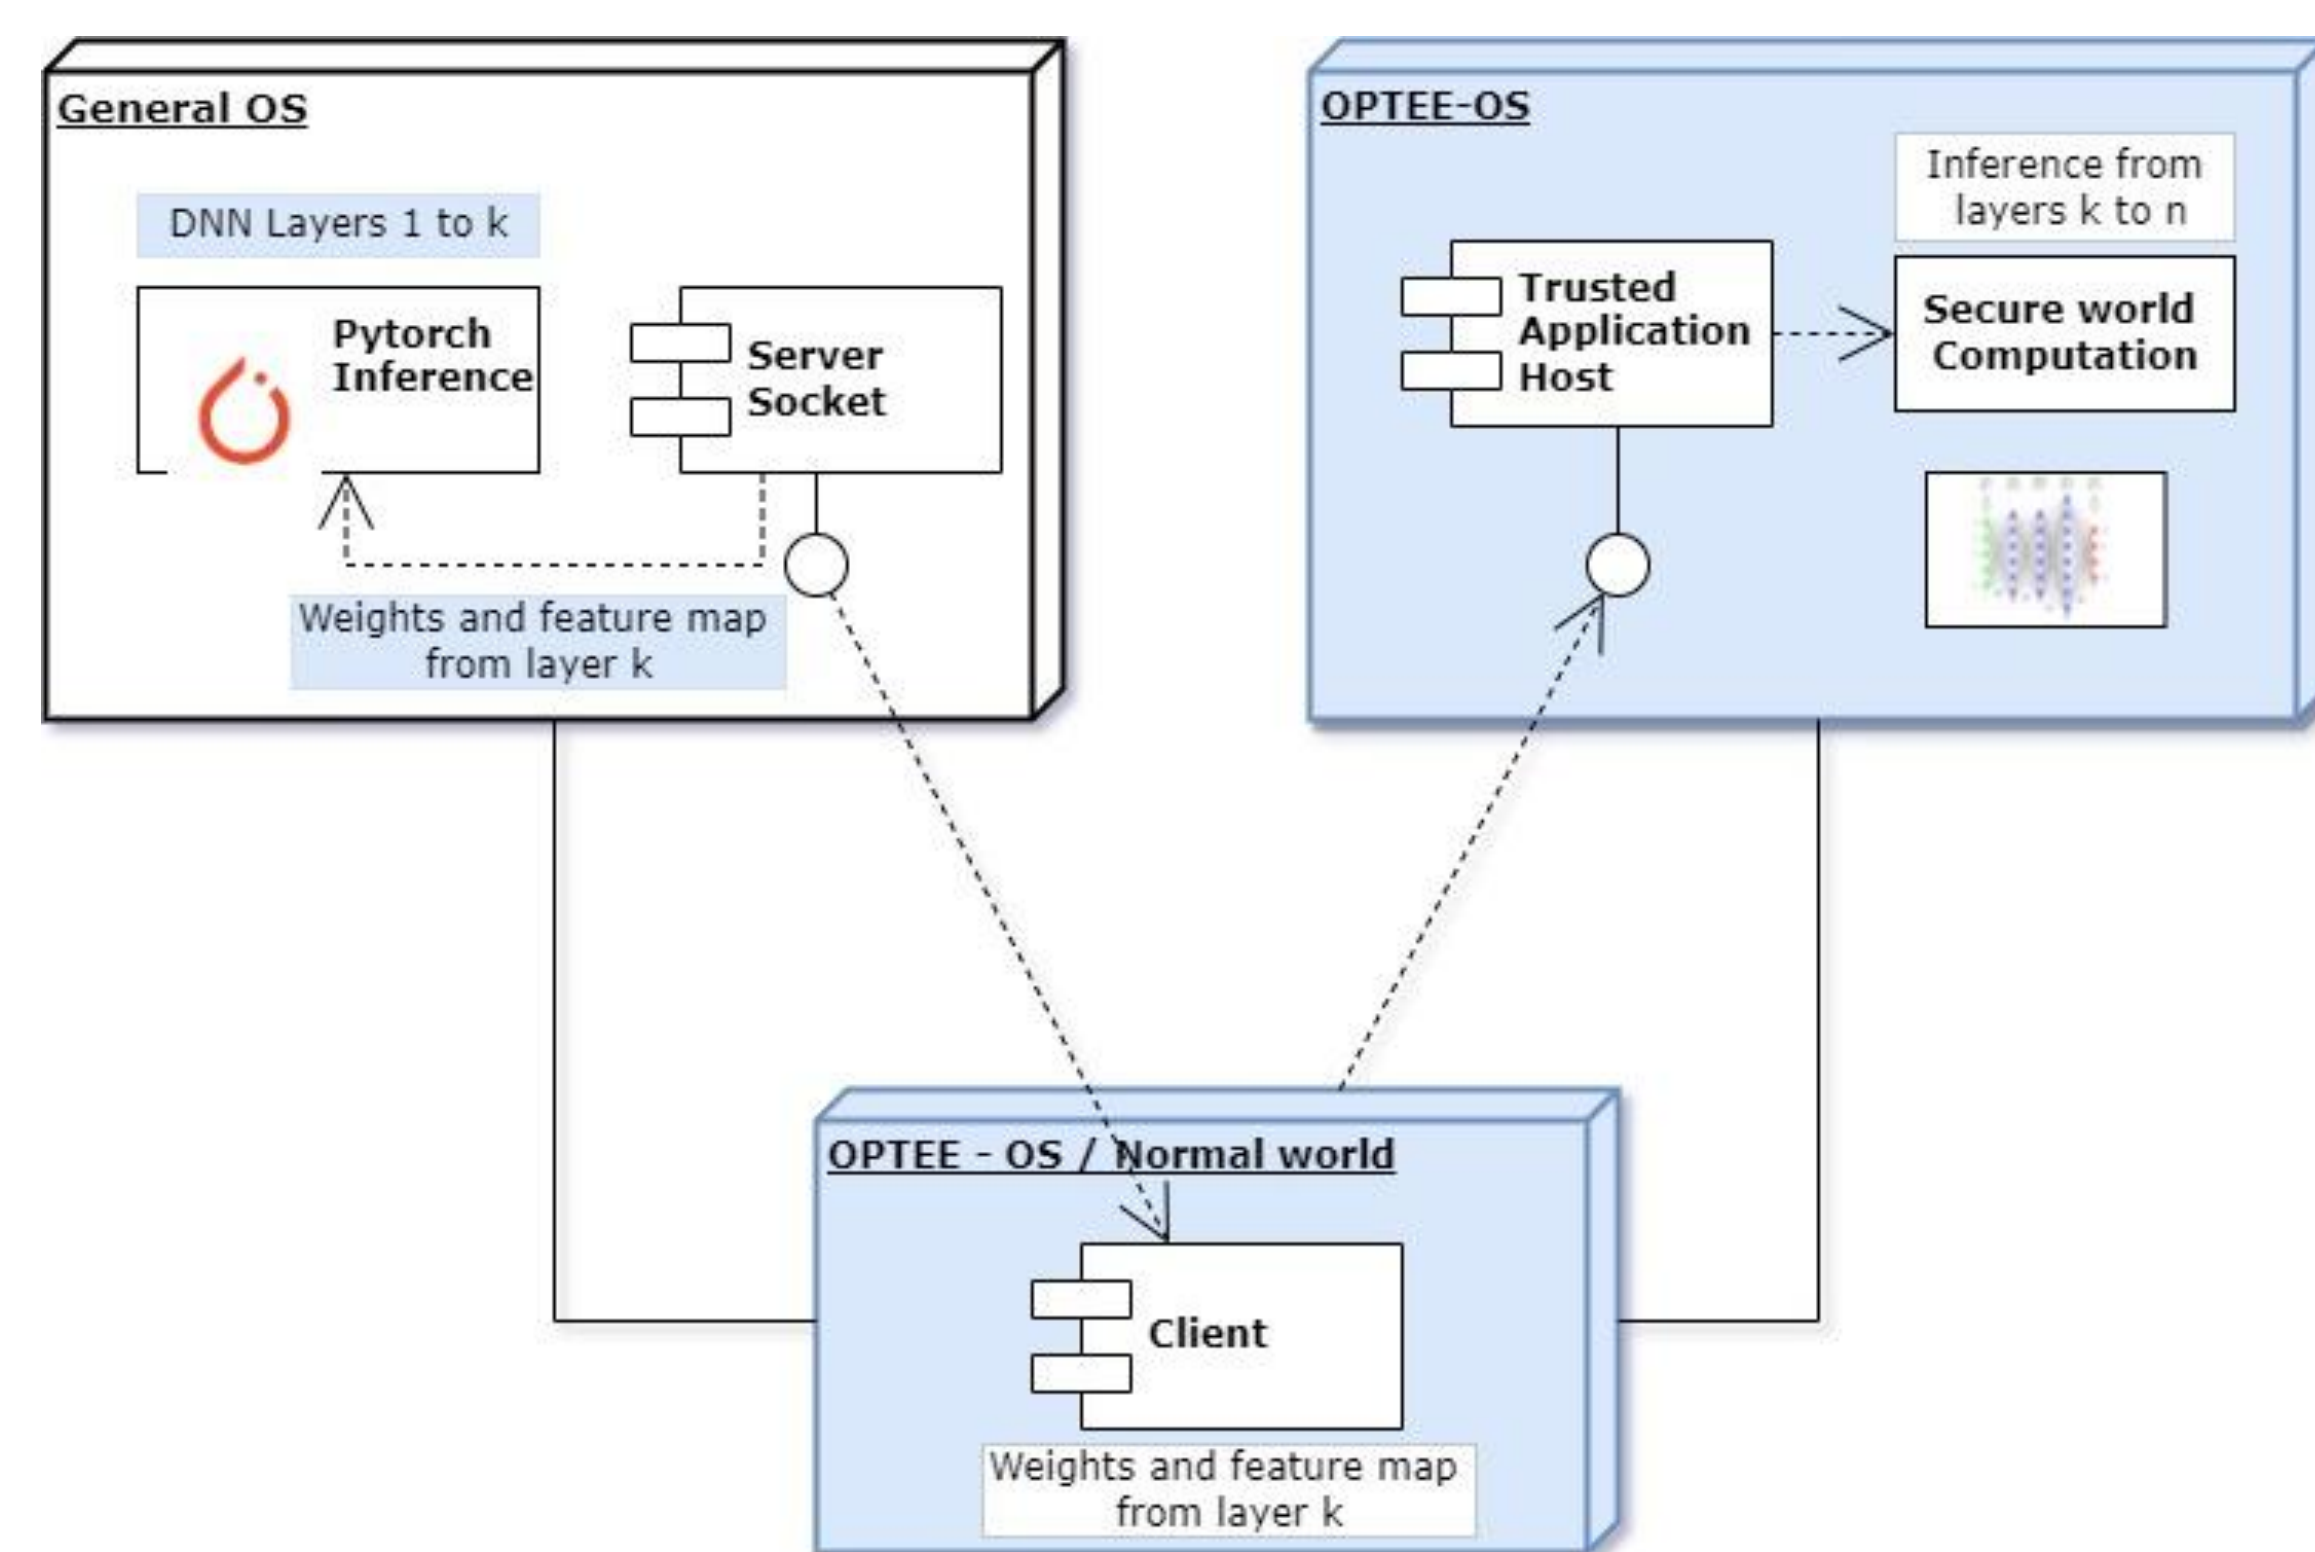 General OS
DNN Layers 1 to k
Pytorch
Inference
Server
Socket
Weights and feature map
from layer k
OPTEE-OS
Inference from
layers k to n
Trusted
Application
Host
Secure world
Computation
OPTEE - OS / Normal world
Client
Weights and feature map
from layer k